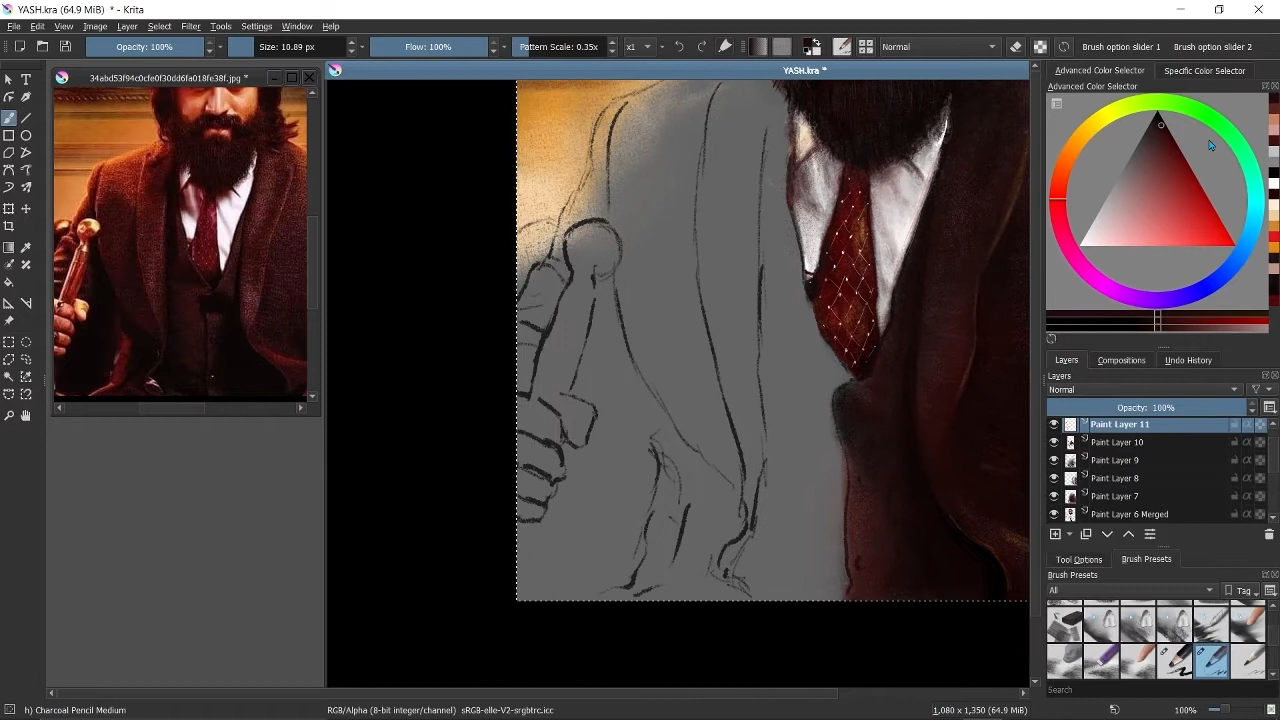 YASH.kra (64.9 MiB) * - Krita
File Edit View Image Layer Select Filter Tools Settings Window Help
Opacity: 100% Size: 10.89 px Flow: 100% Pattern Scale: 0.35x x1 Normal Brush option slider 1 Brush option slider 2
34abd53f94c0cfe0f30dd6fa018fe38f.jpg *
YASH.kra *
Advanced Color Selector Specific Color Selector
Advanced Color Selector
Layers Compositions Undo History
Layers
Normal
Opacity: 100%
Paint Layer 11
Paint Layer 10
Paint Layer 9
Paint Layer 8
Paint Layer 7
Paint Layer 6 Merged
Tool Options Brush Presets
Brush Presets
All Tag
Search
h) Charcoal Pencil Medium RGB/Alpha (8-bit integer/channel) sRGB-elle-V2-srgbtrc.icc 1,080 x 1,350 (64.9 MiB) 100%